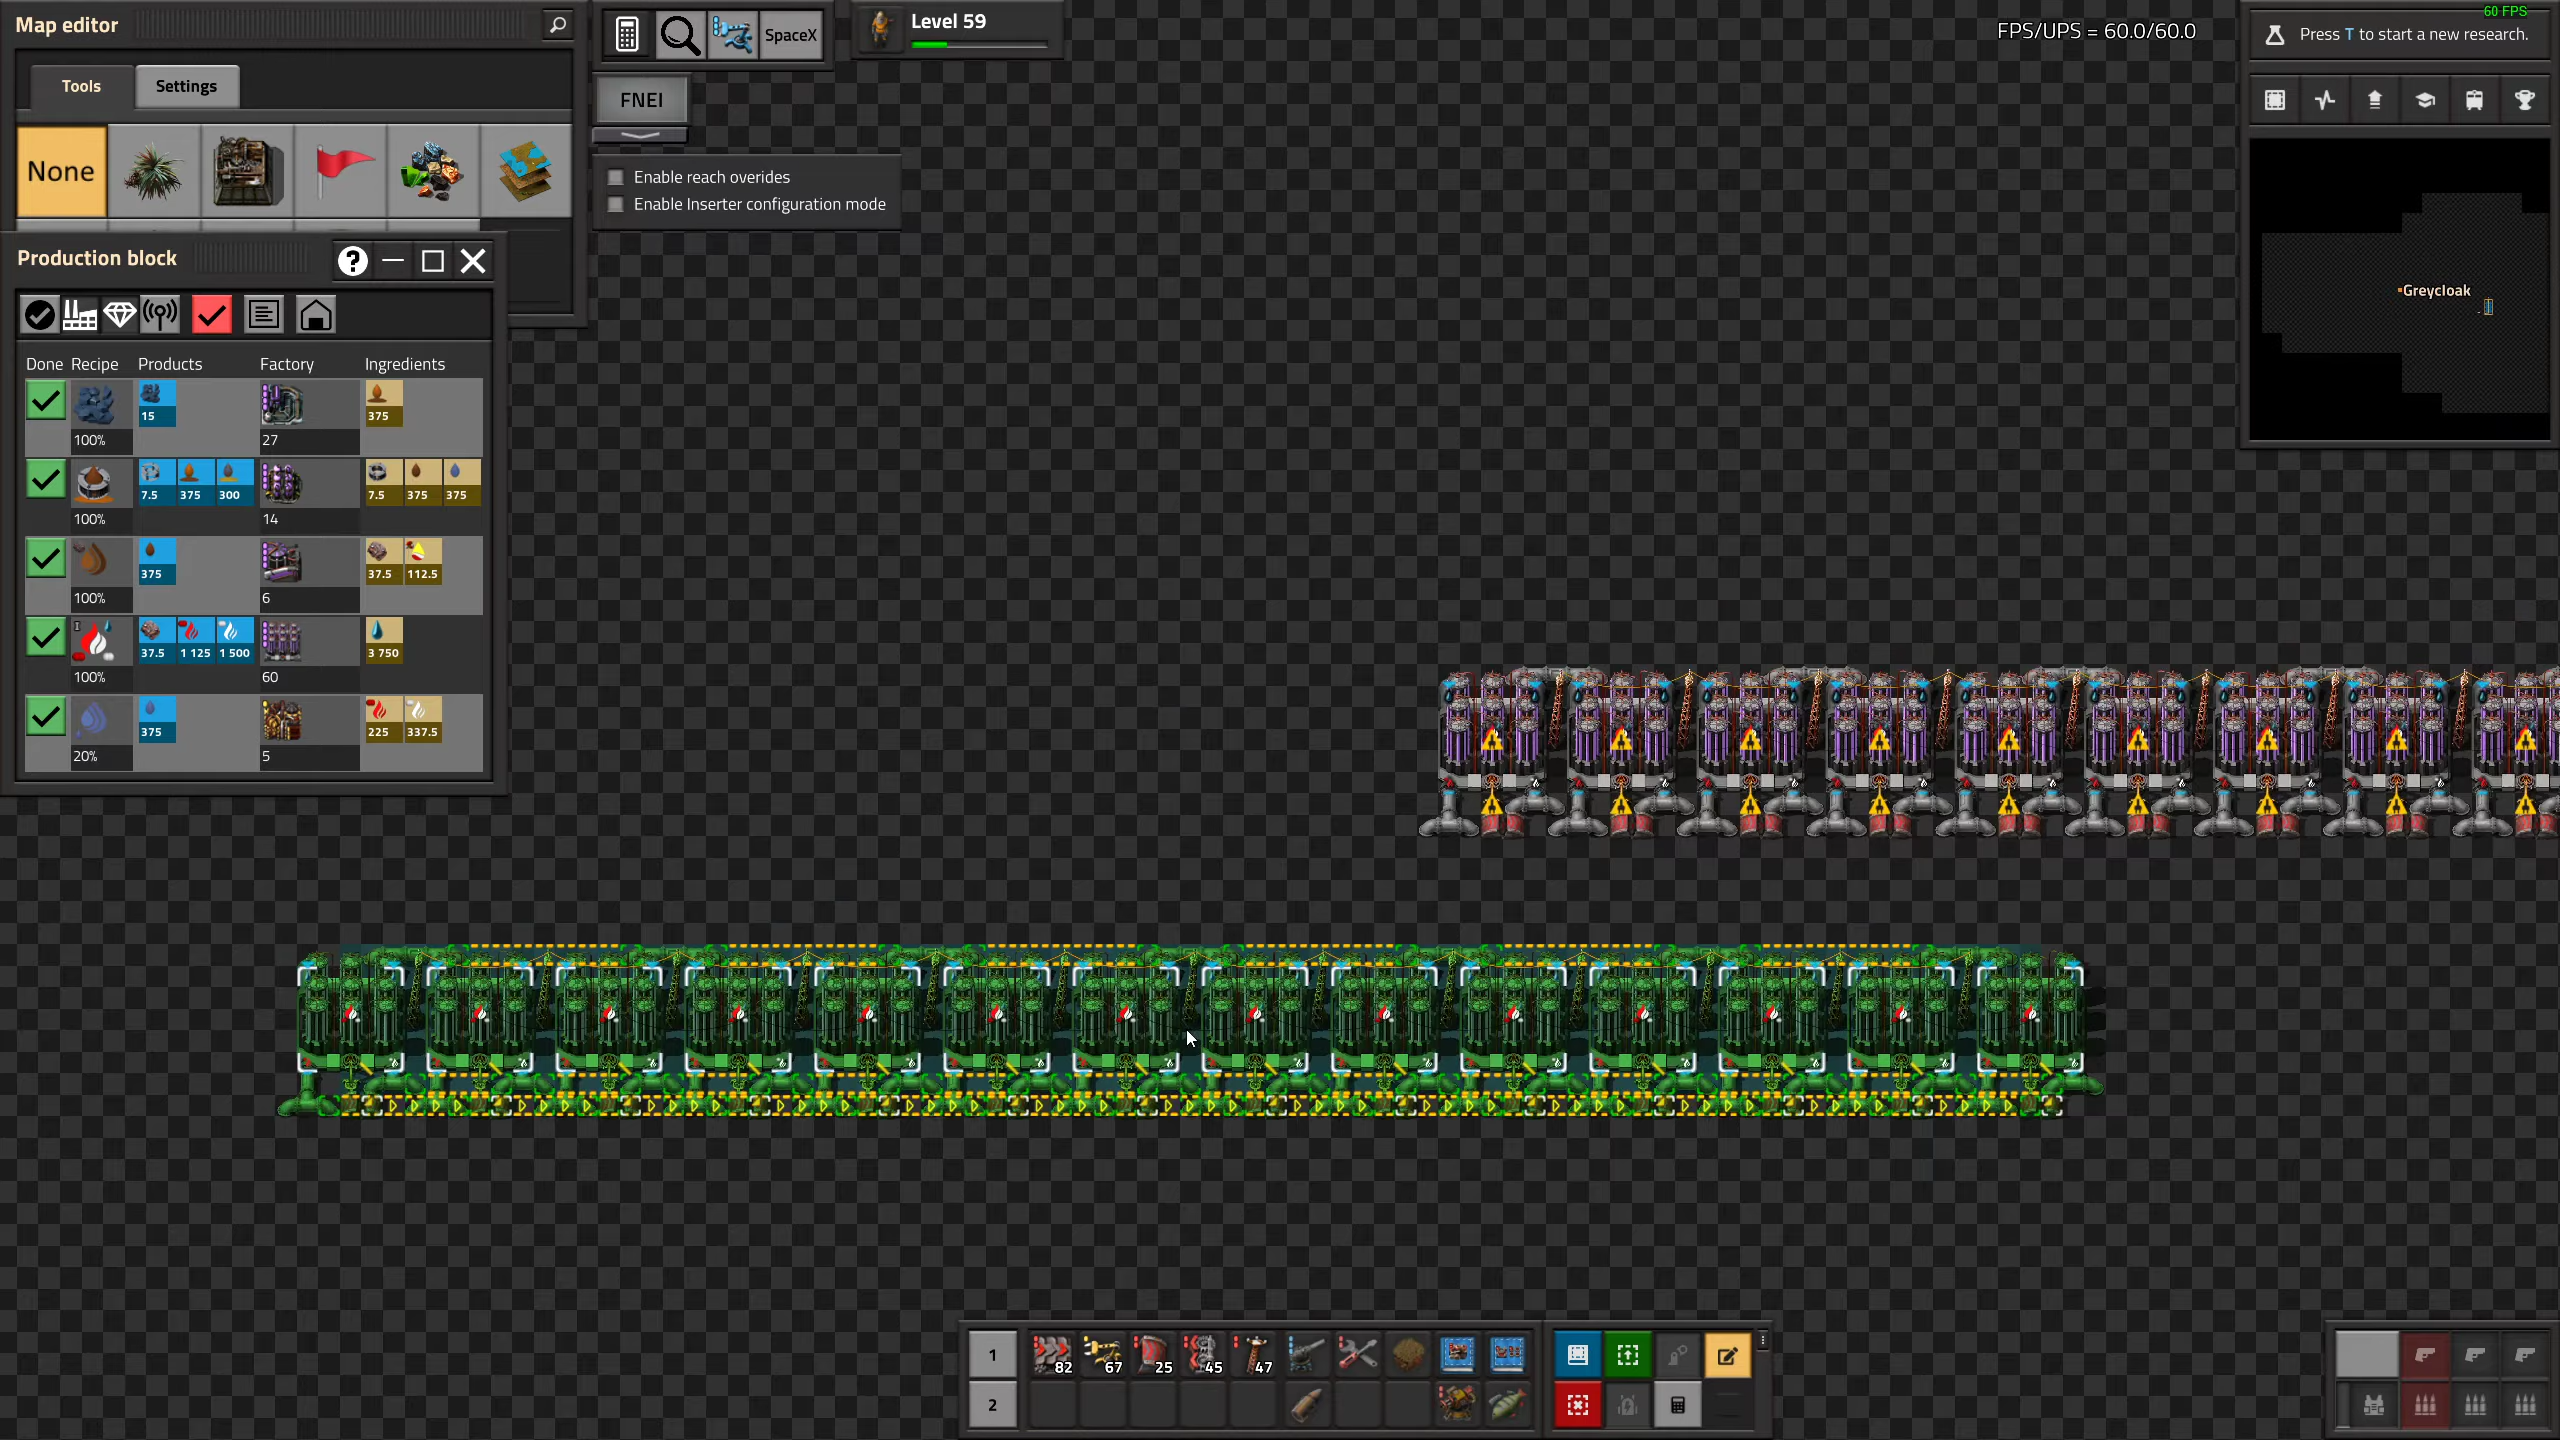 Map editor
Tools
Settings
None
SpaceX
Level 59
FNEI
Enable reach overides
Enable Inserter configuration mode
FPS/UPS = 60.0/60.0
60 FPS
Press T to start a new research.
Greycloak
Production block
?
Done Recipe Products Factory Ingredients
15 375
100% 27
7.5 375 300 7.5 375 375
100% 14
375 37.5 112.5
100% 6
I
37.5 1 125 1 500 3 750
100% 60
375 225 337.5
20% 5
1 82 67 25 45 47
2